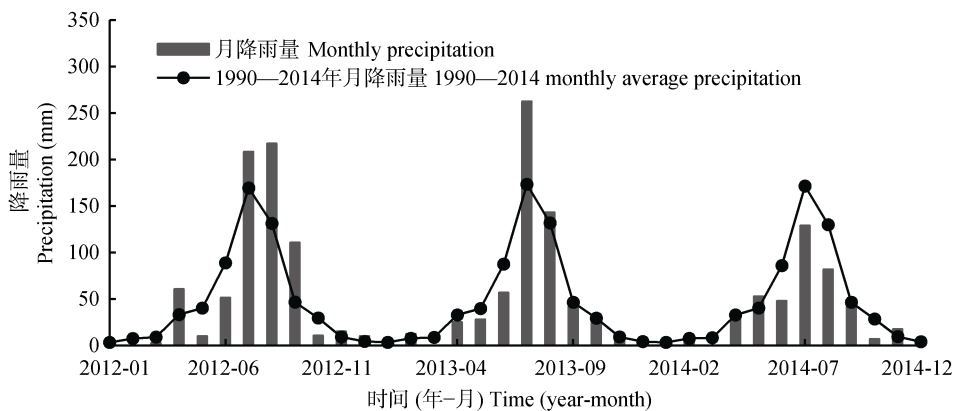 350
300
250
200
150
100
50
0
降雨量
Precipitation (mm)
月降雨量 Monthly precipitation
1990—2014年月降雨量 1990—2014 monthly average precipitation
2012-01 2012-06 2012-11 2013-04 2013-09 2014-02 2014-07 2014-12
时间 (年−月) Time (year-month)